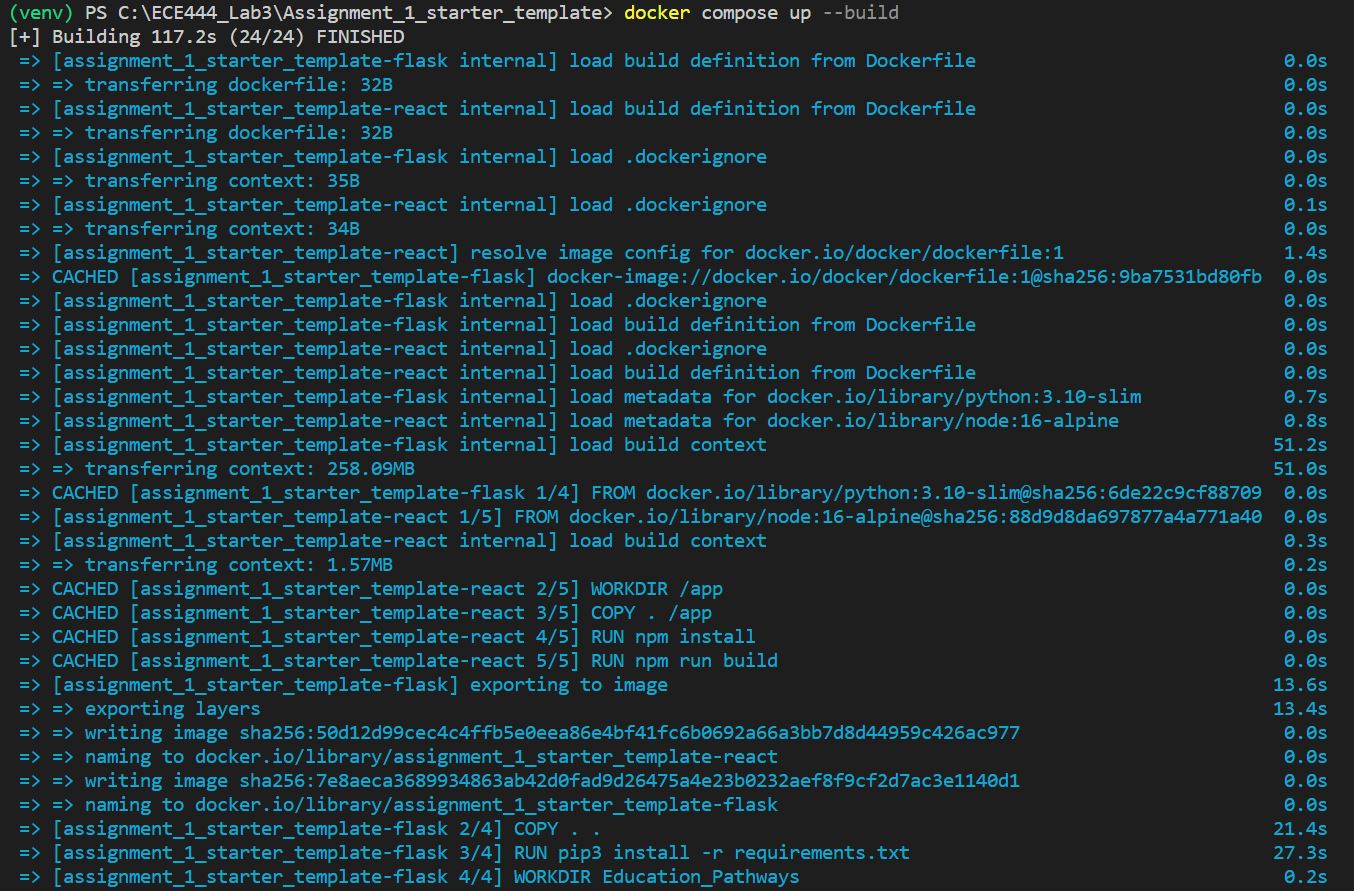 (venv) PS C:\ECE444_Lab3\Assignment_1_starter_template> docker compose up --build
[+] Building 117.2s (24/24) FINISHED
=> [assignment_1_starter_template-flask internal] load build definition from Dockerfile 0.0s
=> => transferring dockerfile: 32B 0.0s
=> [assignment_1_starter_template-react internal] load build definition from Dockerfile 0.0s
=> => transferring dockerfile: 32B 0.0s
=> [assignment_1_starter_template-flask internal] load .dockerignore 0.0s
=> => transferring context: 35B 0.0s
=> [assignment_1_starter_template-react internal] load .dockerignore 0.1s
=> => transferring context: 34B 0.0s
=> [assignment_1_starter_template-react] resolve image config for docker.io/docker/dockerfile:1 1.4s
=> CACHED [assignment_1_starter_template-flask] docker-image://docker.io/docker/dockerfile:1@sha256:9ba7531bd80fb 0.0s
=> [assignment_1_starter_template-flask internal] load .dockerignore 0.0s
=> [assignment_1_starter_template-flask internal] load build definition from Dockerfile 0.0s
=> [assignment_1_starter_template-react internal] load .dockerignore 0.0s
=> [assignment_1_starter_template-react internal] load build definition from Dockerfile 0.0s
=> [assignment_1_starter_template-flask internal] load metadata for docker.io/library/python:3.10-slim 0.7s
=> [assignment_1_starter_template-react internal] load metadata for docker.io/library/node:16-alpine 0.8s
=> [assignment_1_starter_template-flask internal] load build context 51.2s
=> => transferring context: 258.09MB 51.0s
=> CACHED [assignment_1_starter_template-flask 1/4] FROM docker.io/library/python:3.10-slim@sha256:6de22c9cf88709 0.0s
=> [assignment_1_starter_template-react 1/5] FROM docker.io/library/node:16-alpine@sha256:88d9d8da697877a4a771a40 0.0s
=> [assignment_1_starter_template-react internal] load build context 0.3s
=> => transferring context: 1.57MB 0.2s
=> CACHED [assignment_1_starter_template-react 2/5] WORKDIR /app 0.0s
=> CACHED [assignment_1_starter_template-react 3/5] COPY . /app 0.0s
=> CACHED [assignment_1_starter_template-react 4/5] RUN npm install 0.0s
=> CACHED [assignment_1_starter_template-react 5/5] RUN npm run build 0.0s
=> [assignment_1_starter_template-flask] exporting to image 13.6s
=> => exporting layers 13.4s
=> => writing image sha256:50d12d99cec4c4ffb5e0eea86e4bf41fc6b0692a66a3bb7d8d44959c426ac977 0.0s
=> => naming to docker.io/library/assignment_1_starter_template-react 0.0s
=> => writing image sha256:7e8aeca3689934863ab42d0fad9d26475a4e23b0232aef8f9cf2d7ac3e1140d1 0.0s
=> => naming to docker.io/library/assignment_1_starter_template-flask 0.0s
=> [assignment_1_starter_template-flask 2/4] COPY . . 21.4s
=> [assignment_1_starter_template-flask 3/4] RUN pip3 install -r requirements.txt 27.3s
=> [assignment_1_starter_template-flask 4/4] WORKDIR Education_Pathways 0.2s